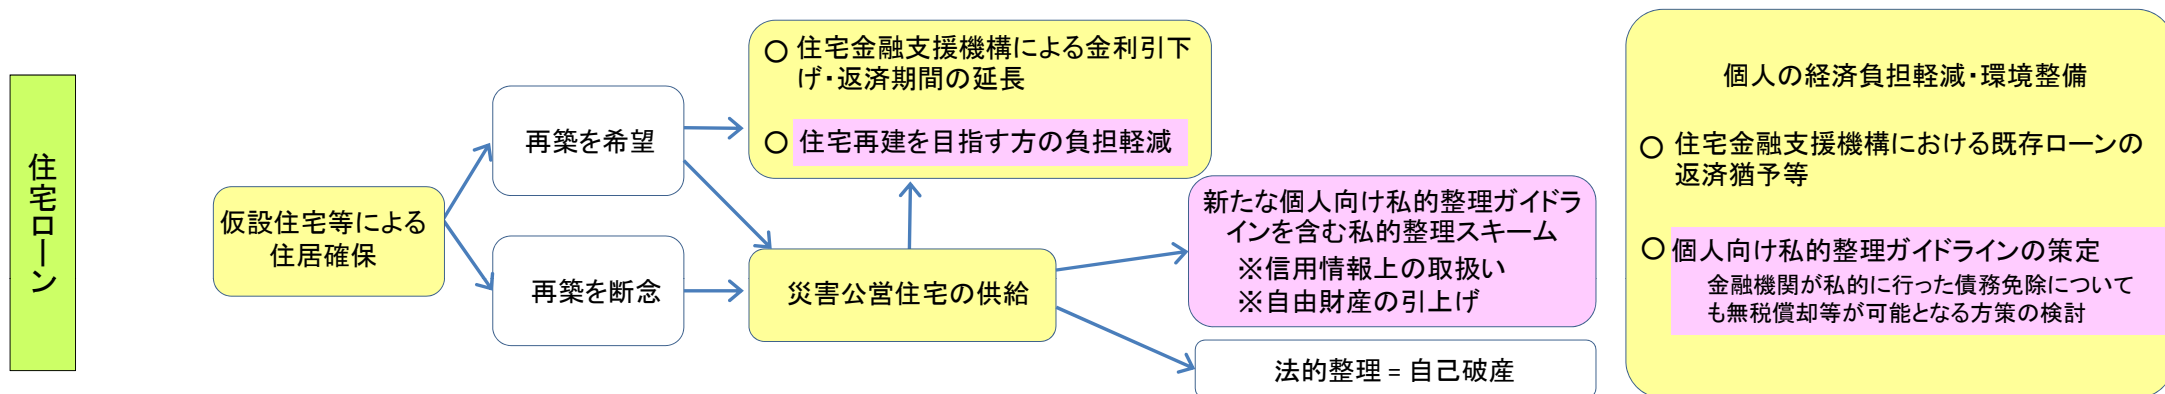 住宅ローン
仮設住宅等による
住居確保
再築を希望
再築を断念
○ 住宅金融支援機構による金利引下
げ・返済期間の延長
○ 住宅再建を目指す方の負担軽減
災害公営住宅の供給
新たな個人向け私的整理ガイドラ
インを含む私的整理スキーム
※信用情報上の取扱い
※自由財産の引上げ
法的整理 = 自己破産
個人の経済負担軽減・環境整備
○ 住宅金融支援機構における既存ローンの
返済猶予等
○ 個人向け私的整理ガイドラインの策定
金融機関が私的に行った債務免除について
も無税償却等が可能となる方策の検討